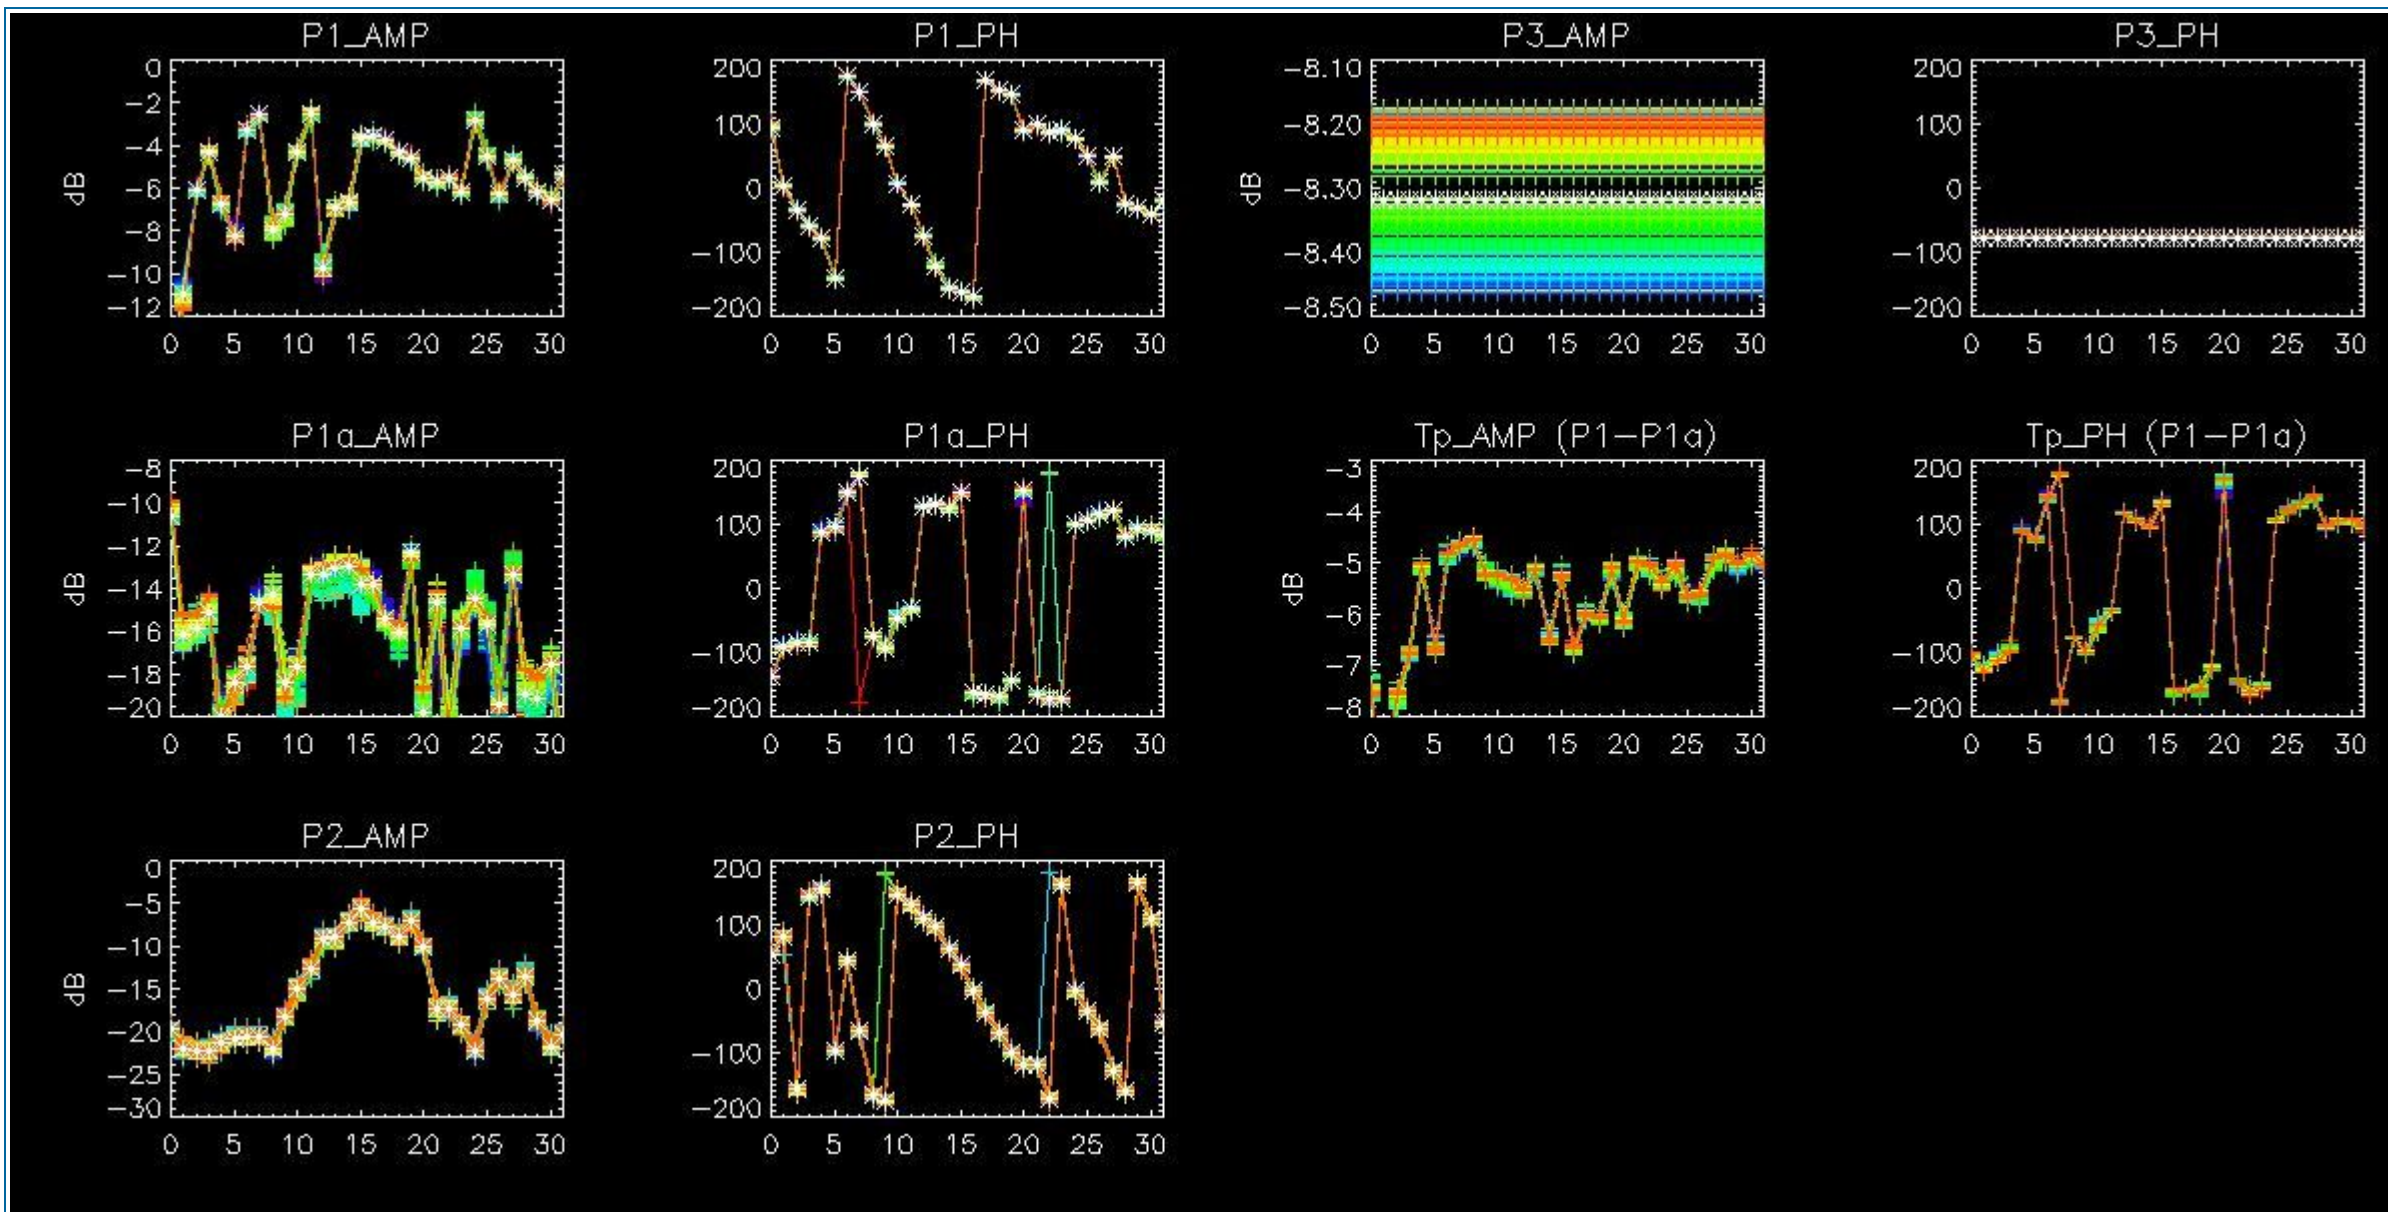 P1_AMP P1_PH P3_AMP P3_PH
0 200 -8.10 200
-2
100 -8.20 100
-4
dB -6 0 dB -8.30 0
-8
-100 -8.40 -100
-10
-12 -200 -8.50 -200
0 5 10 15 20 25 30 0 5 10 15 20 25 30 0 5 10 15 20 25 30 0 5 10 15 20 25 30
P1a_AMP P1a_PH Tp_AMP (P1-P1a) Tp_PH (P1-P1a)
-8 200 -3 200
-10
100 -4 100
-12
dB -14 0 dB -5 0
-6
-16
-100 -7 -100
-18
-20 -200 -8 -200
0 5 10 15 20 25 30 0 5 10 15 20 25 30 0 5 10 15 20 25 30 0 5 10 15 20 25 30
P2_AMP P2_PH
0 200
-5
100
-10
dB -15 0
-20
-100
-25
-30 -200
0 5 10 15 20 25 30 0 5 10 15 20 25 30